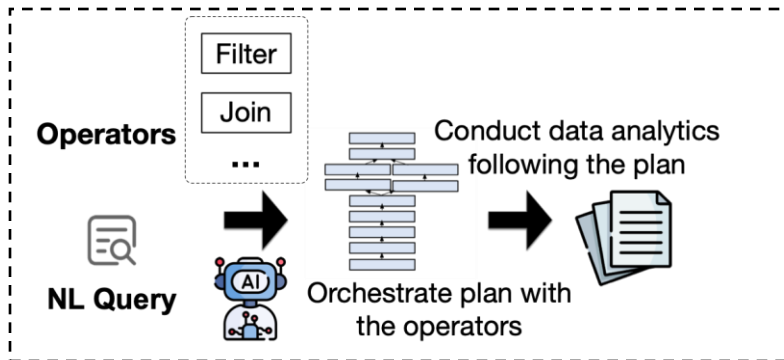 Filter
Join
...
Operators
NL Query
AI
Orchestrate plan with
the operators
Conduct data analytics
following the plan